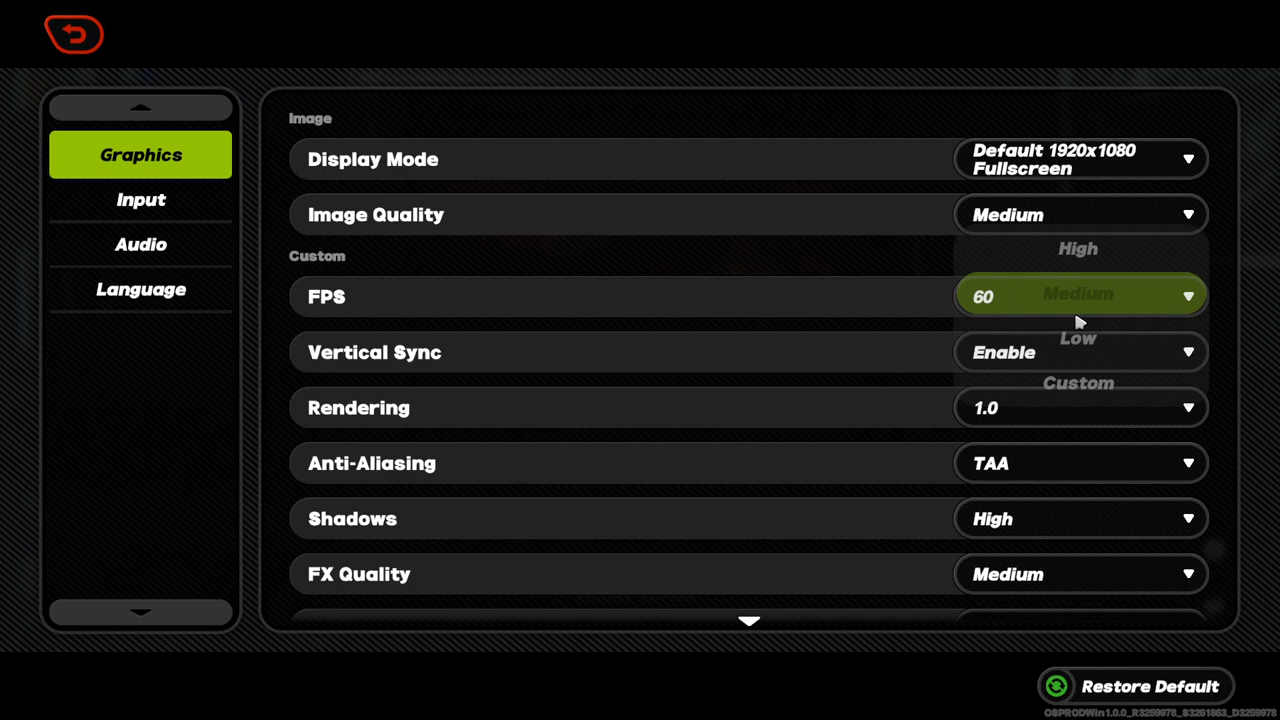 Graphics
Input
Audio
Language
Image
Display Mode
Default 1920x1080
Fullscreen
Image Quality
Medium
High
Custom
FPS
60
Medium
Low
Vertical Sync
Enable
Custom
Rendering
1.0
Anti-Aliasing
TAA
Shadows
High
FX Quality
Medium
Restore Default
OSPRODWin1.0.0_R3259978_S3261863_D3259978